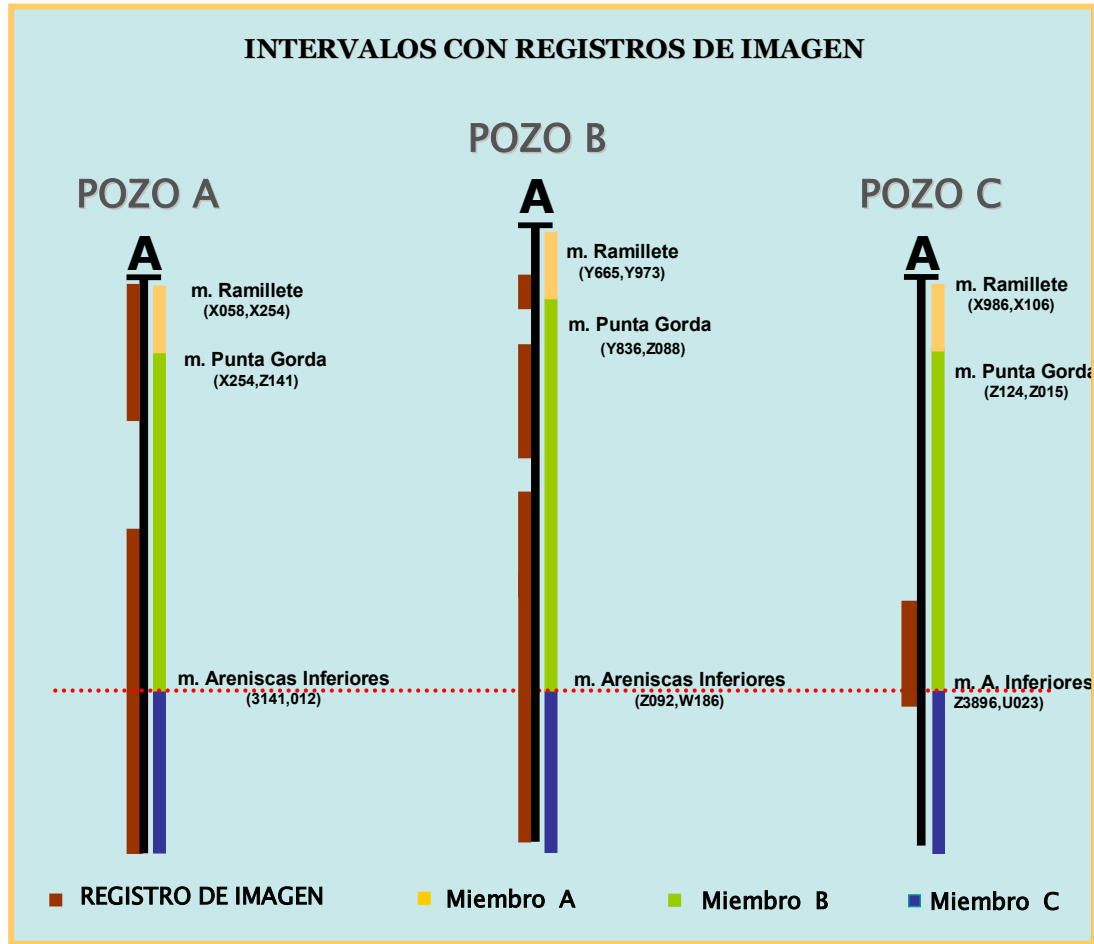 INTERVALOS CON REGISTROS DE IMAGEN
POZO A
A
m. Ramillete
(X058,X254)
m. Punta Gorda
(X254,Z141)
m. Areniscas Inferiores
(3141,012)
POZO B
A
m. Ramillete
(Y665,Y973)
m. Punta Gorda
(Y836,Z088)
m. Areniscas Inferiores
(Z092,W186)
POZO C
A
m. Ramillete
(X986,X106)
m. Punta Gorda
(Z124,Z015)
m. A. Inferiores
Z3896,U023)
REGISTRO DE IMAGEN
Miembro A
Miembro B
Miembro C